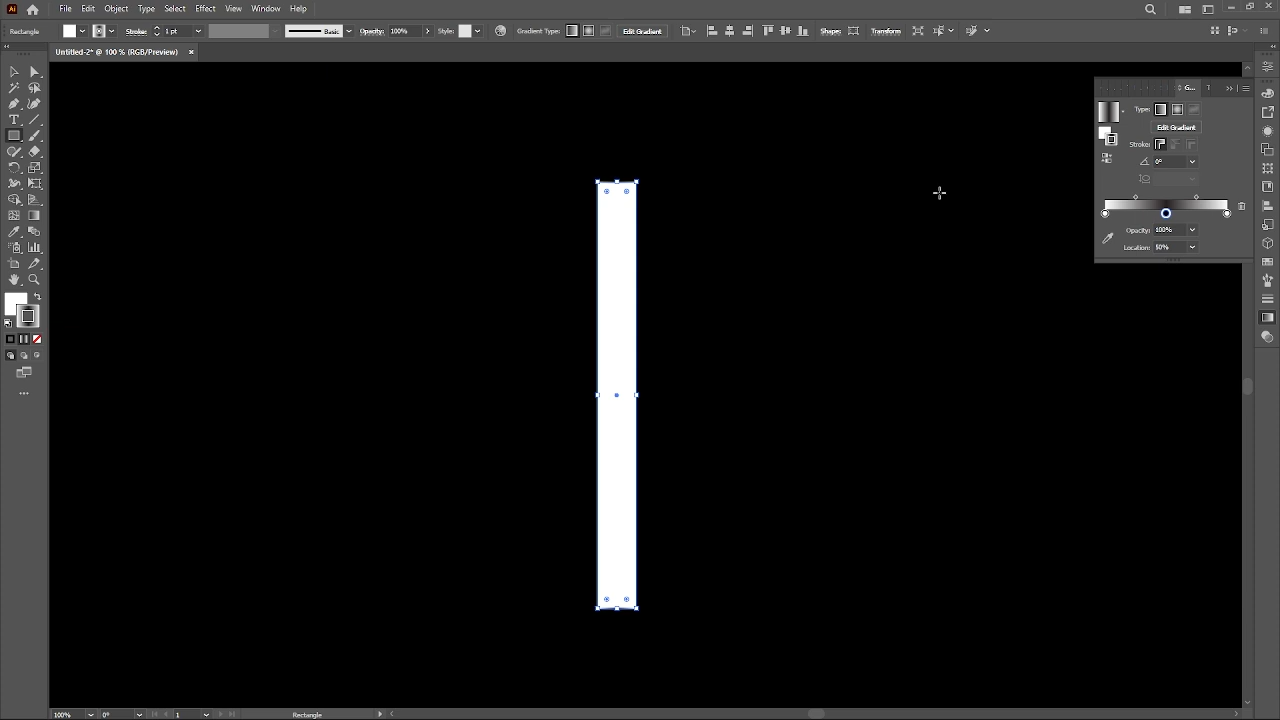 Ai File Edit Object Type Select Effect View Window Help
Rectangle Stroke: 1 pt Basic Opacity: 100% Style: Gradient Type: Edit Gradient Shape: Transform
Untitled-2* @ 100 % (RGB/Preview) ×
G...
Type:
Edit Gradient
Stroke:
0°
Opacity: 100%
Location: 50%
100% 0° 1 Rectangle